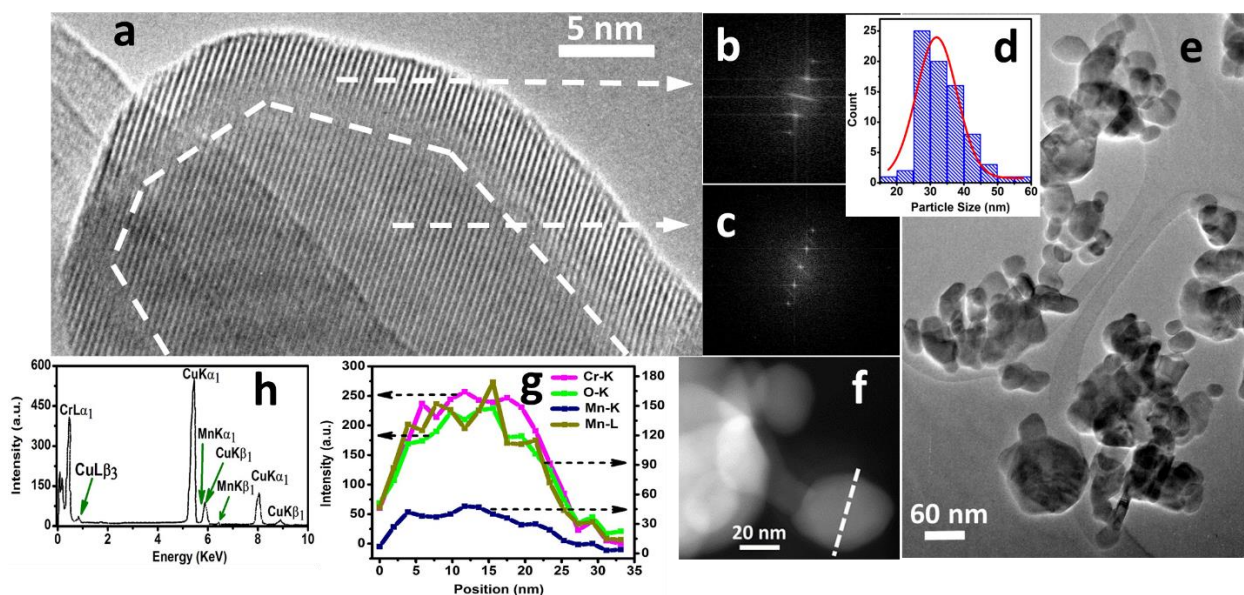 a
5 nm
b
c
d
25
20
15
10
5
0
Count
20 30 40 50 60
Particle Size (nm)
e
60 nm
h
600
450
300
150
0
Intensity (a.u.)
CrLα1
CuLβ3
CuKα1
MnKα1
CuKβ1
MnKβ1
CuKα1
CuKβ1
0 2 4 6 8 10
Energy (KeV)
g
300
250
200
150
100
50
0
Intensity (a.u.)
Cr-K
O-K
Mn-K
Mn-L
180
150
120
90
60
30
0
0 5 10 15 20 25 30 35
Position (nm)
f
20 nm